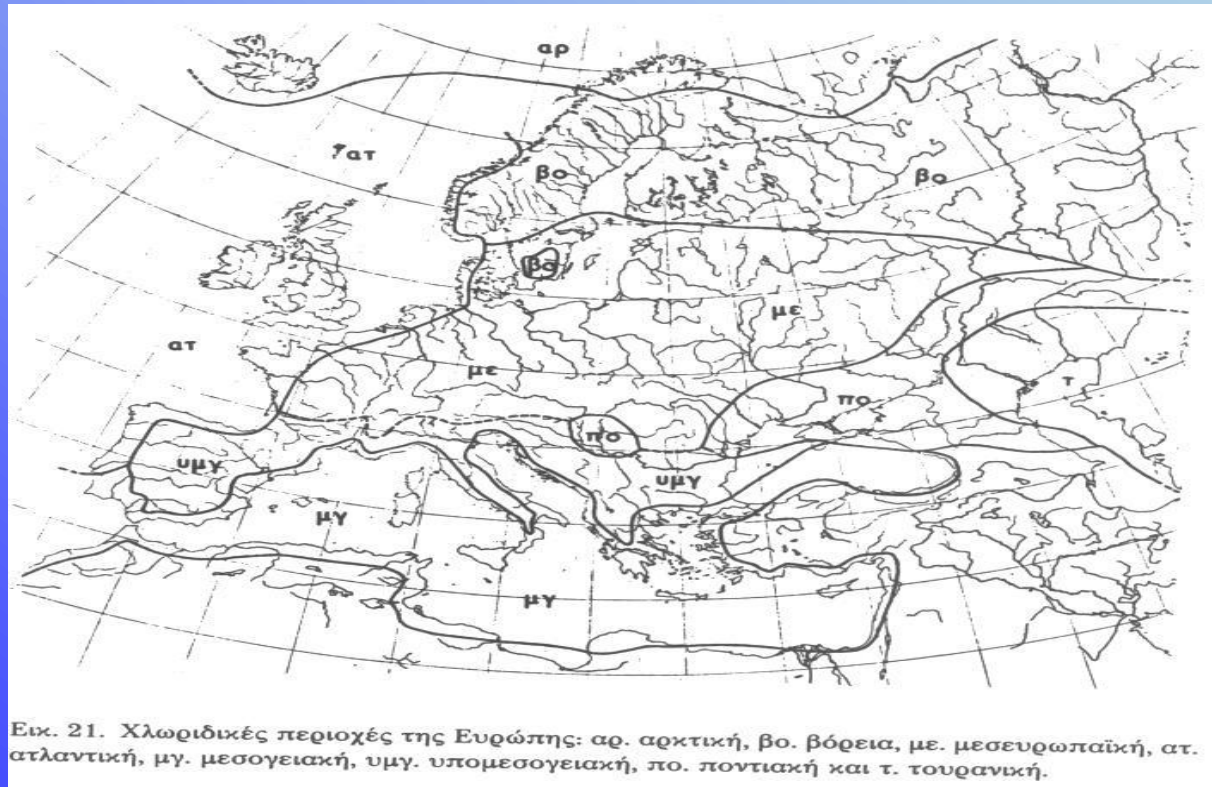 αρ
ατ
βο
βο
βο
ατ
με
με
τ
πο
πο
υμγ
υμγ
μγ
μγ
Εικ. 21. Χλωριδικές περιοχές της Ευρώπης: αρ. αρκτική, βο. βόρεια, με. μεσευρωπαϊκή, ατ.
ατλαντική, μγ. μεσογειακή, υμγ. υπομεσογειακή, πο. ποντιακή και τ. τουρανική.